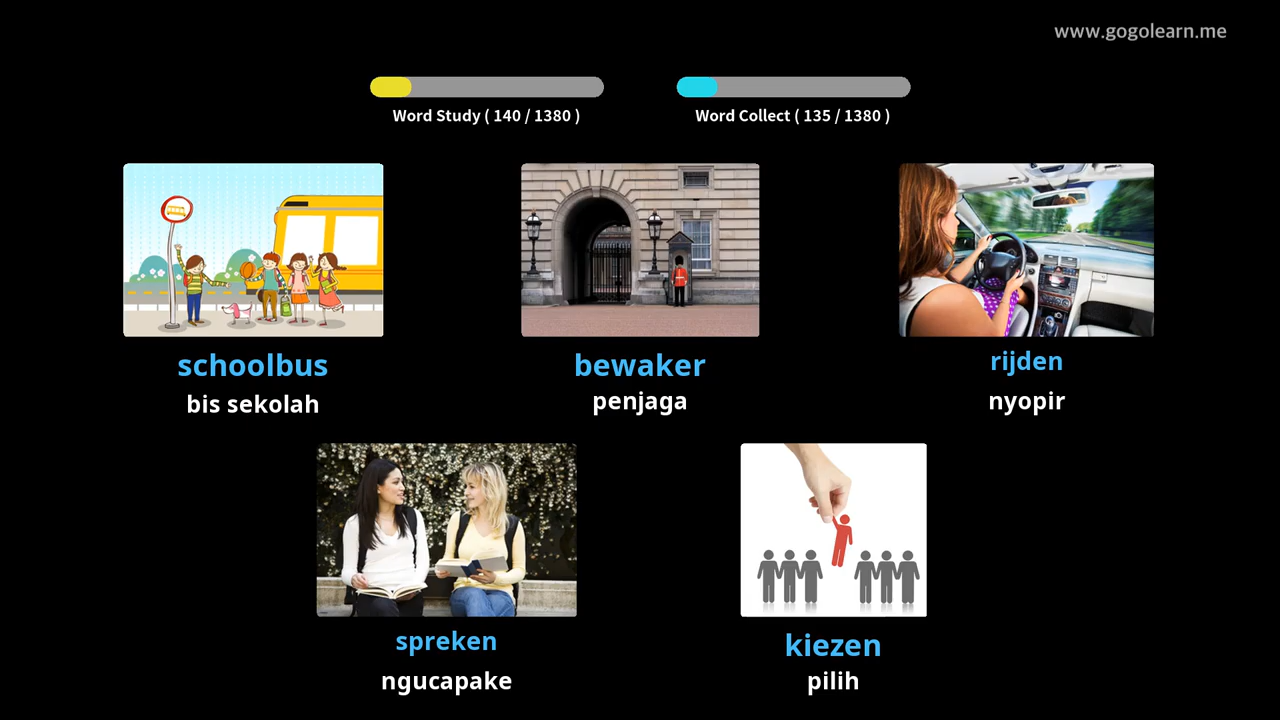 www.gogolearn.me
Word Study ( 140 / 1380 )
Word Collect ( 135 / 1380 )
schoolbus
bis sekolah
bewaker
penjaga
rijden
nyopir
spreken
ngucapake
kiezen
pilih